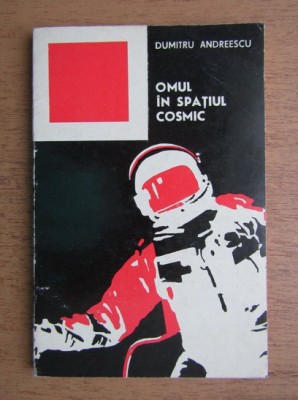 DUMITRU ANDREESCU
OMUL
ÎN SPAȚIUL
COSMIC